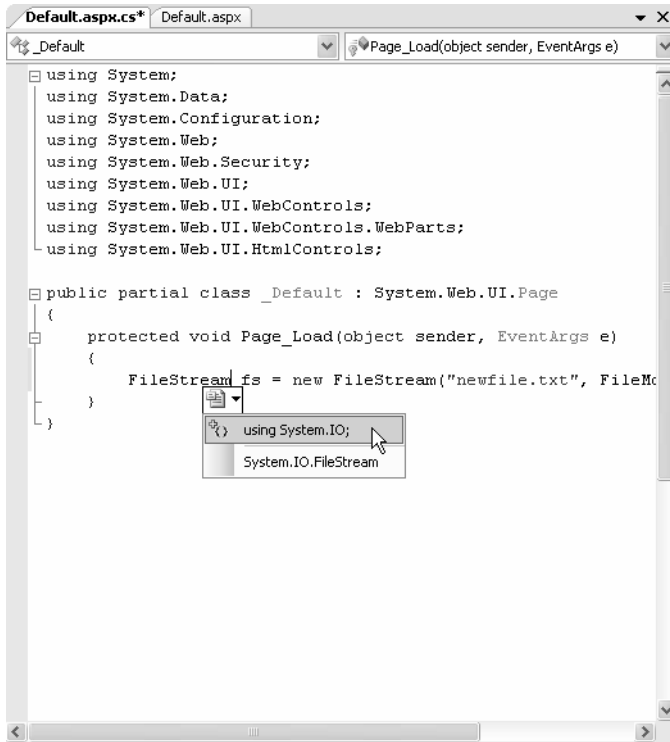 Default.aspx.cs* Default.aspx
_Default Page_Load(object sender, EventArgs e)
using System;
using System.Data;
using System.Configuration;
using System.Web;
using System.Web.Security;
using System.Web.UI;
using System.Web.UI.WebControls;
using System.Web.UI.WebControls.WebParts;
using System.Web.UI.HtmlControls;
public partial class _Default : System.Web.UI.Page
{
protected void Page_Load(object sender, EventArgs e)
{
FileStream fs = new FileStream("newfile.txt", FileMo
}
}
using System.IO;
System.IO.FileStream